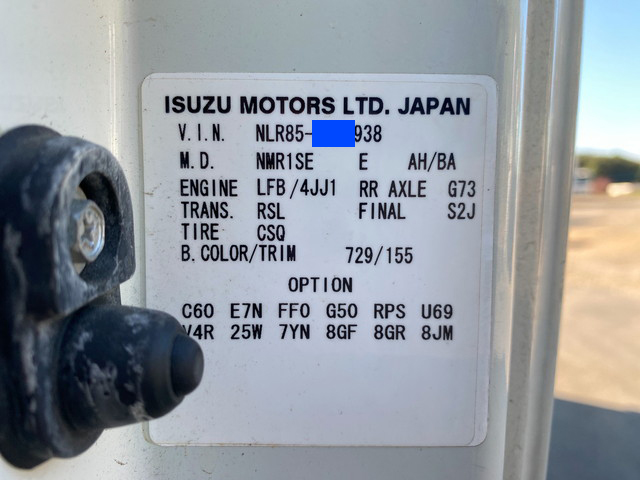 ISUZU MOTORS LTD. JAPAN
V.I.N. NLR85- 938
M.D. NMR1SE E AH/BA
ENGINE LFB/4JJ1 RR AXLE G73
TRANS. RSL FINAL S2J
TIRE CSQ
B.COLOR/TRIM 729/155
OPTION
C60 E7N FF0 G50 RPS U69
V4R 25W 7YN 8GF 8GR 8JM